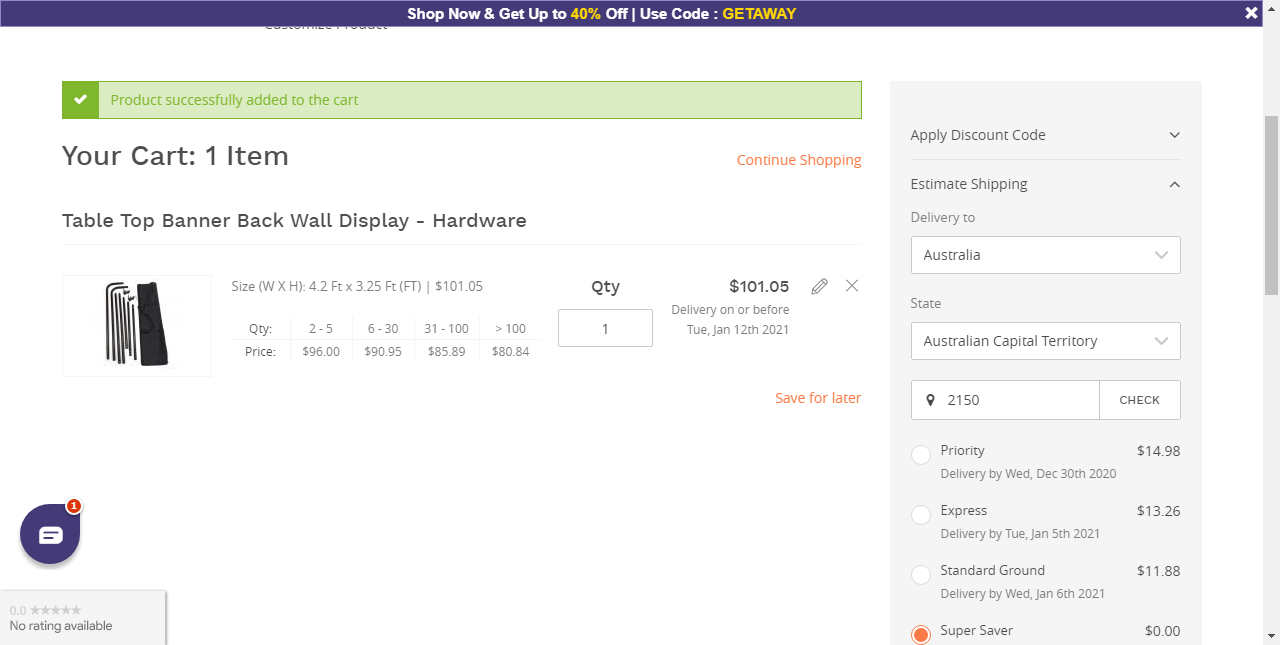 Shop Now & Get Up to 40% Off | Use Code : GETAWAY
Customize Product
Product successfully added to the cart
Your Cart: 1 Item
Continue Shopping
Table Top Banner Back Wall Display - Hardware
Size (W X H): 4.2 Ft x 3.25 Ft (FT) | $101.05
Qty: 2 - 5 6 - 30 31 - 100 > 100
Price: $96.00 $90.95 $85.89 $80.84
Qty
1
$101.05
Delivery on or before
Tue, Jan 12th 2021
Save for later
Apply Discount Code
Estimate Shipping
Delivery to
Australia
State
Australian Capital Territory
2150 CHECK
Priority $14.98
Delivery by Wed, Dec 30th 2020
Express $13.26
Delivery by Tue, Jan 5th 2021
Standard Ground $11.88
Delivery by Wed, Jan 6th 2021
Super Saver $0.00
1
0.0 ★★★★★
No rating available